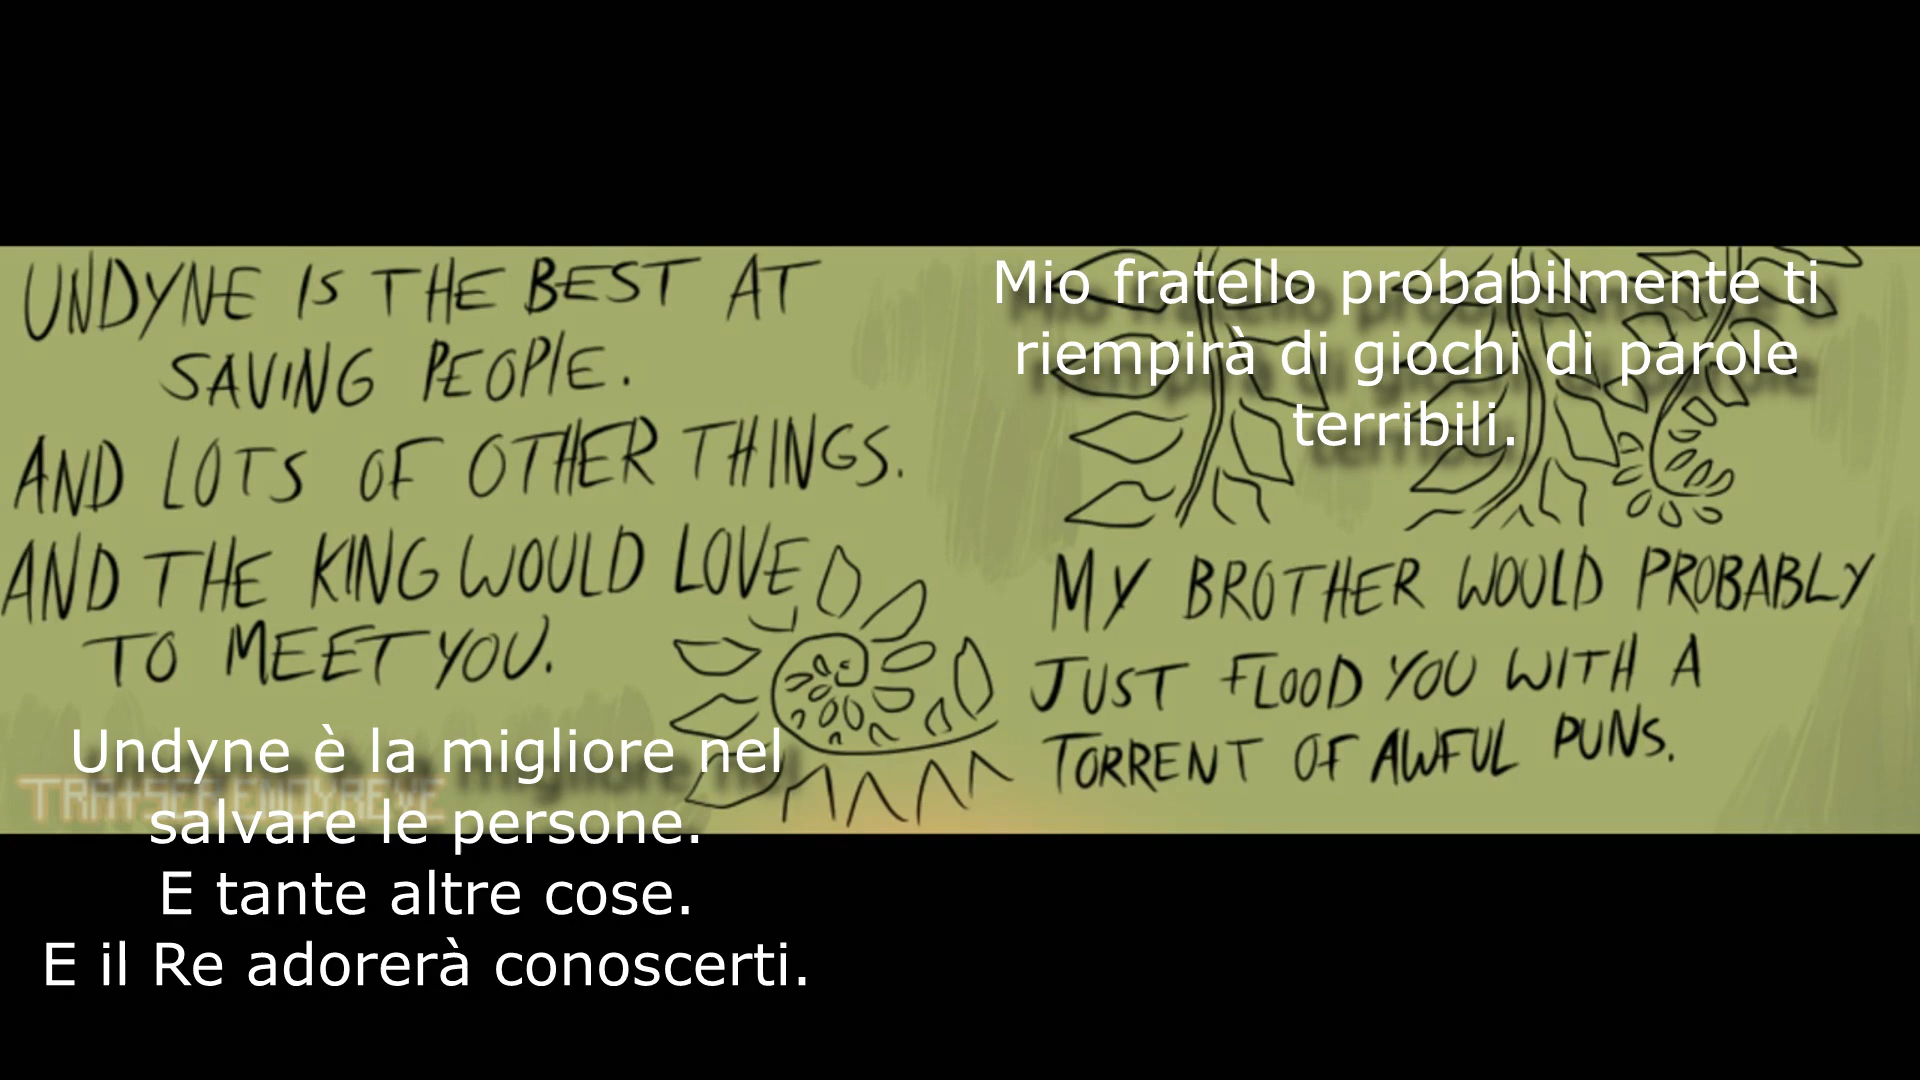 UNDYNE IS THE BEST AT
SAVING PEOPLE.
AND LOTS OF OTHER THINGS.
AND THE KING WOULD LOVE
TO MEET YOU.
Undyne è la migliore nel
salvare le persone.
E tante altre cose.
E il Re adorerà conoscerti.
Mio fratello probabilmente ti
riempirà di giochi di parole
terribili.
MY BROTHER WOULD PROBABLY
JUST FLOOD YOU WITH A
TORRENT OF AWFUL PUNS.